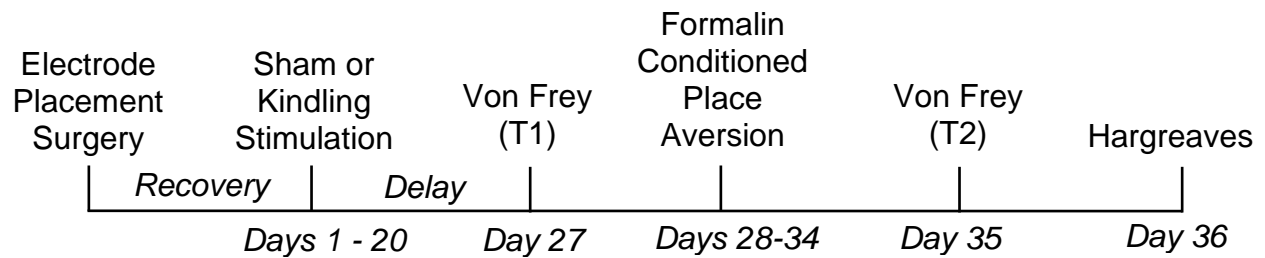 Electrode
Placement
Surgery
Sham or
Kindling
Stimulation
Von Frey
(T1)
Formalin
Conditioned
Place
Aversion
Von Frey
(T2)
Hargreaves
Recovery
Delay
Days 1 - 20
Day 27
Days 28-34
Day 35
Day 36